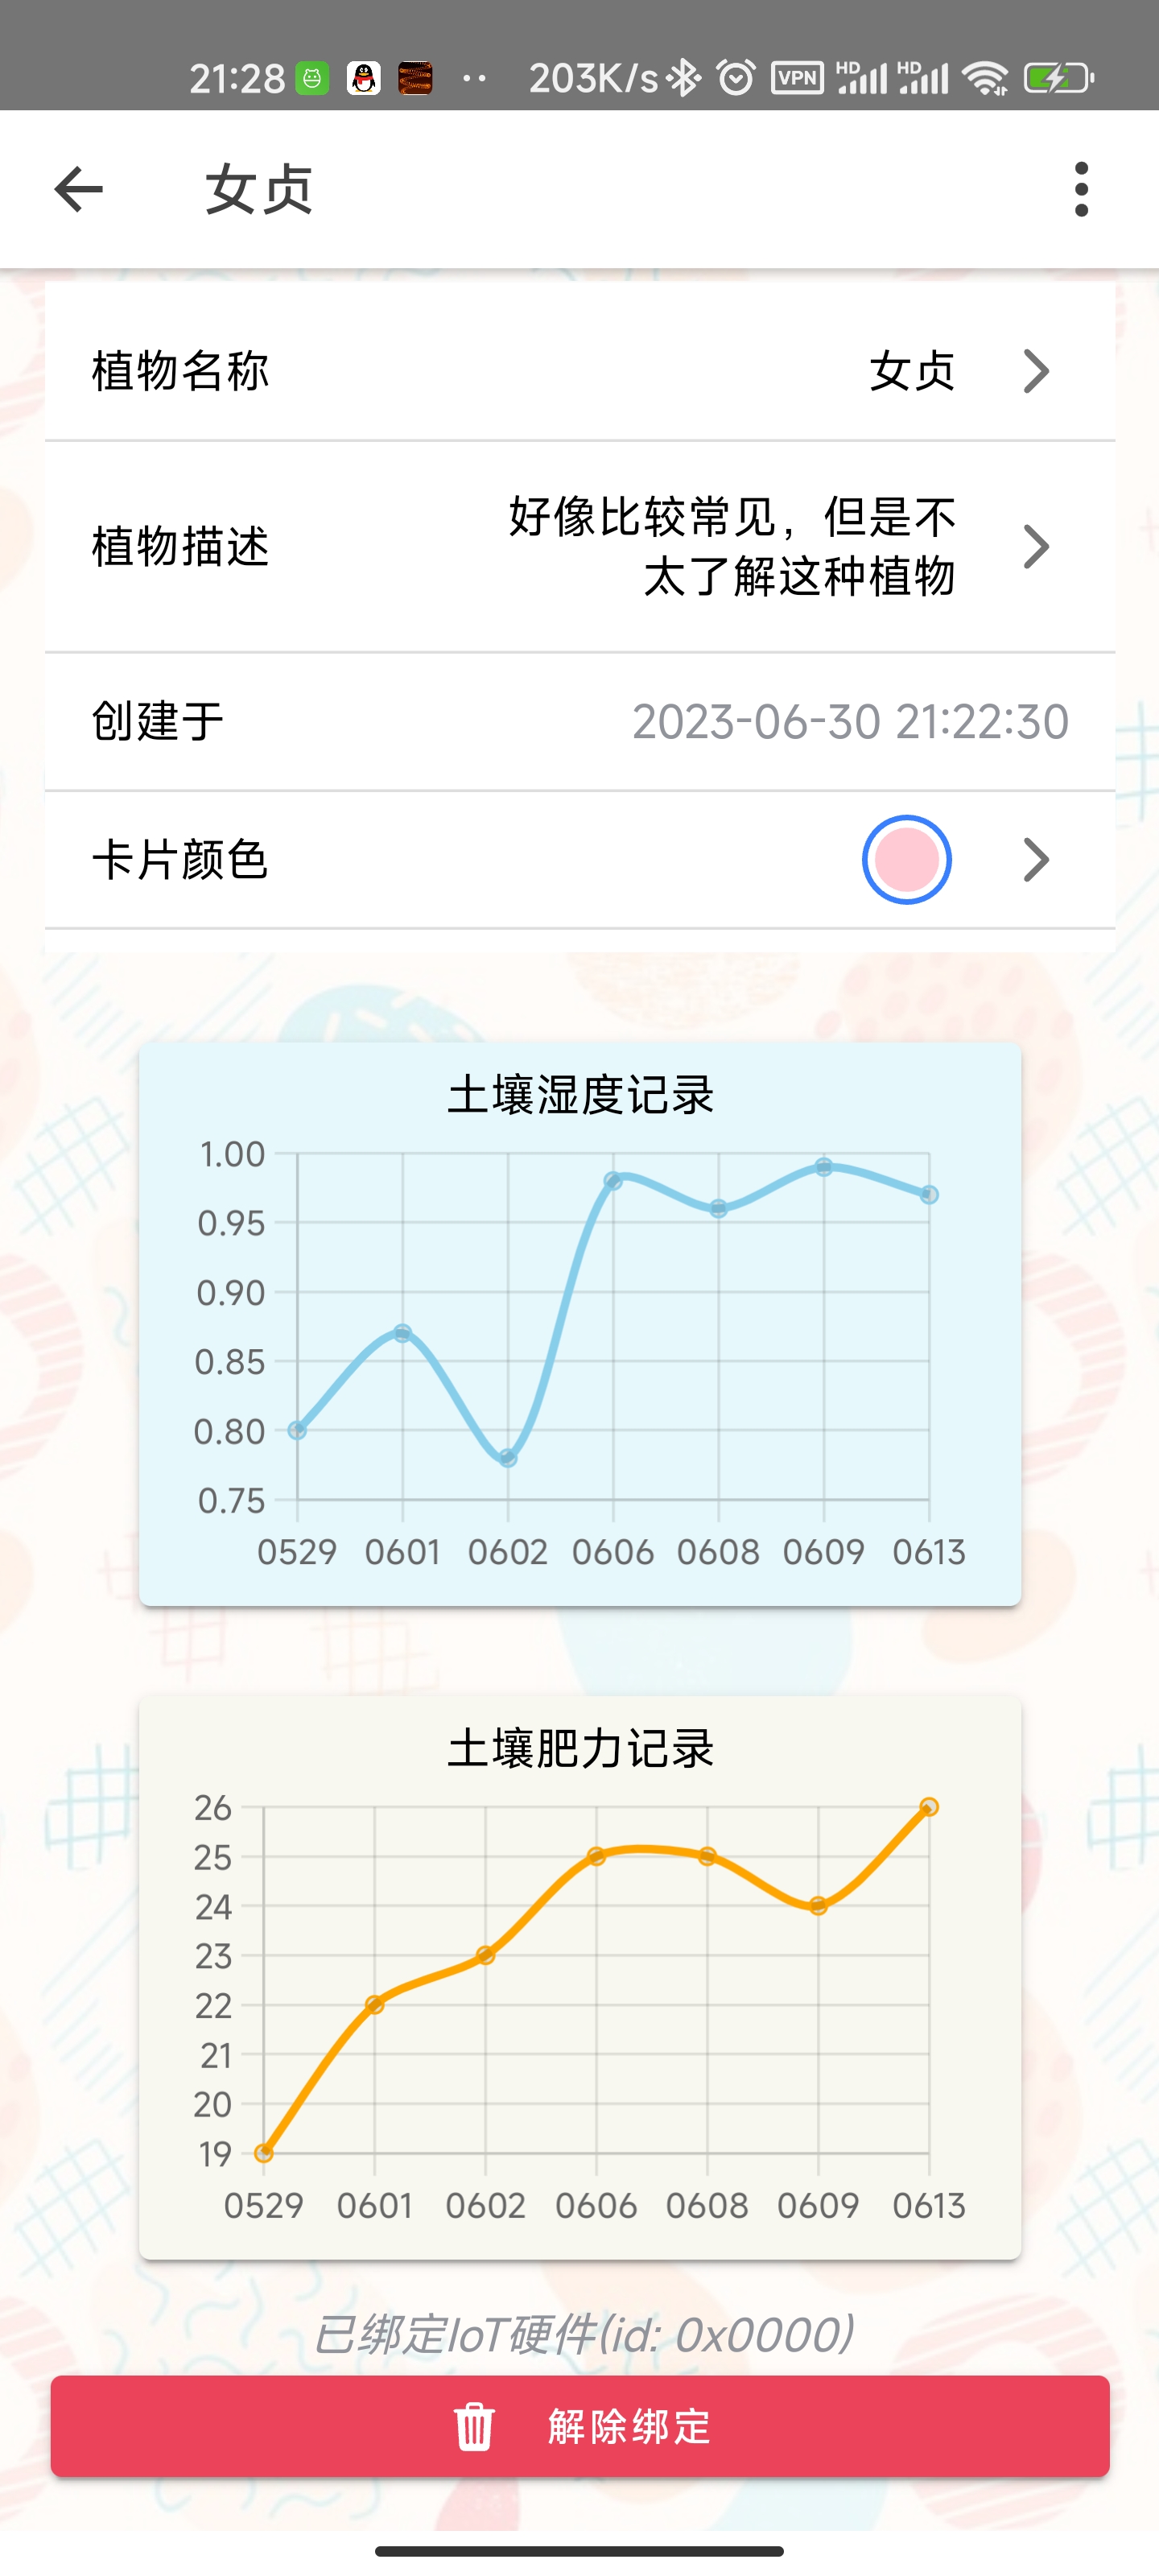 21:28 203K/s VPN HD HD
女贞
植物名称 女贞
植物描述 好像比较常见，但是不
太了解这种植物
创建于 2023-06-30 21:22:30
卡片颜色
土壤湿度记录
1.00
0.95
0.90
0.85
0.80
0.75
0529 0601 0602 0606 0608 0609 0613
土壤肥力记录
26
25
24
23
22
21
20
19
0529 0601 0602 0606 0608 0609 0613
已绑定IoT硬件(id: 0x0000)
解除绑定